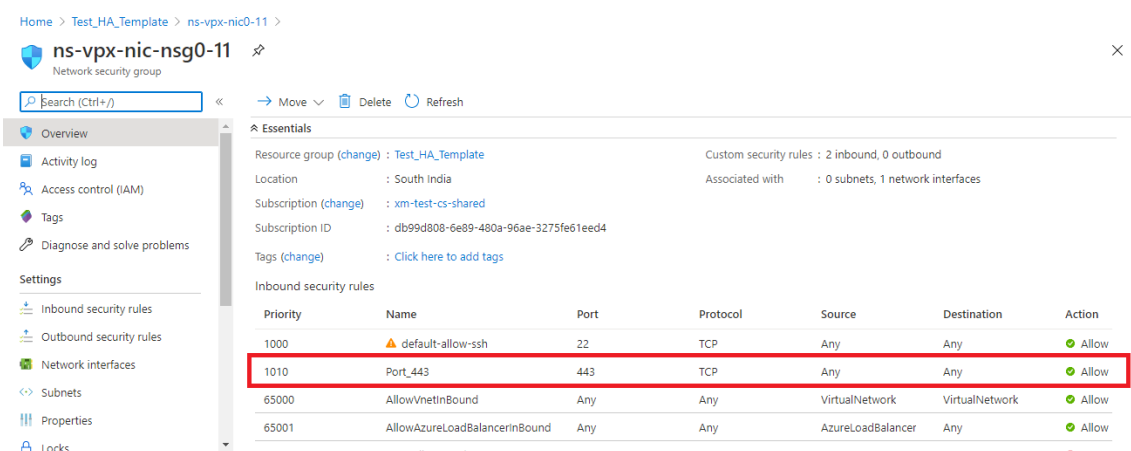 Home > Test_HA_Template > ns-vpx-nic0-11 >
ns-vpx-nic-nsg0-11
Network security group
Search (Ctrl+/)
Overview
Activity log
Access control (IAM)
Tags
Diagnose and solve problems
Settings
Inbound security rules
Outbound security rules
Network interfaces
Subnets
Properties
Locks
Move Delete Refresh
Essentials
Resource group (change) : Test_HA_Template Custom security rules : 2 inbound, 0 outbound
Location : South India Associated with : 0 subnets, 1 network interfaces
Subscription (change) : xm-test-cs-shared
Subscription ID : db99d808-6e89-480a-96ae-3275fe61eed4
Tags (change) : Click here to add tags
Inbound security rules
Priority Name Port Protocol Source Destination Action
1000 default-allow-ssh 22 TCP Any Any Allow
1010 Port_443 443 TCP Any Any Allow
65000 AllowVnetInBound Any Any VirtualNetwork VirtualNetwork Allow
65001 AllowAzureLoadBalancerInBound Any Any AzureLoadBalancer Any Allow